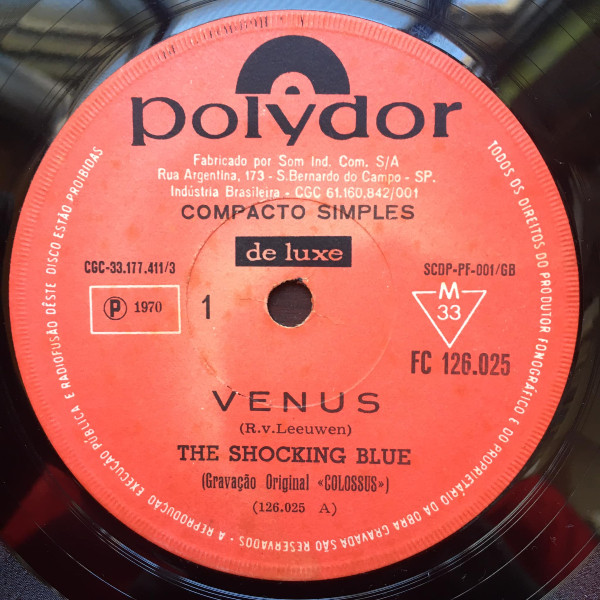 polydor
Fabricado por Som Ind. Com. S/A
Rua Argentina, 173 - S.Bernardo do Campo - SP.
Indústria Brasileira - CGC 61.160.842/001
COMPACTO SIMPLES
de luxe
CGC-33.177.411/3
SCDP-PF-001/GB
P 1970
1
M
33
FC 126.025
VENUS
(R.v.Leeuwen)
THE SHOCKING BLUE
(Gravação Original «COLOSSUS»)
(126.025 A)
TODOS OS DIREITOS DO PRODUTOR FONOGRÁFICO E DO PROPRIETÁRIO DA OBRA GRAVADA SÃO RESERVADOS - A REPRODUÇÃO EXECUÇÃO PÚBLICA E RADIOFUSÃO DÊSTE DISCO ESTÃO PROIBIDAS